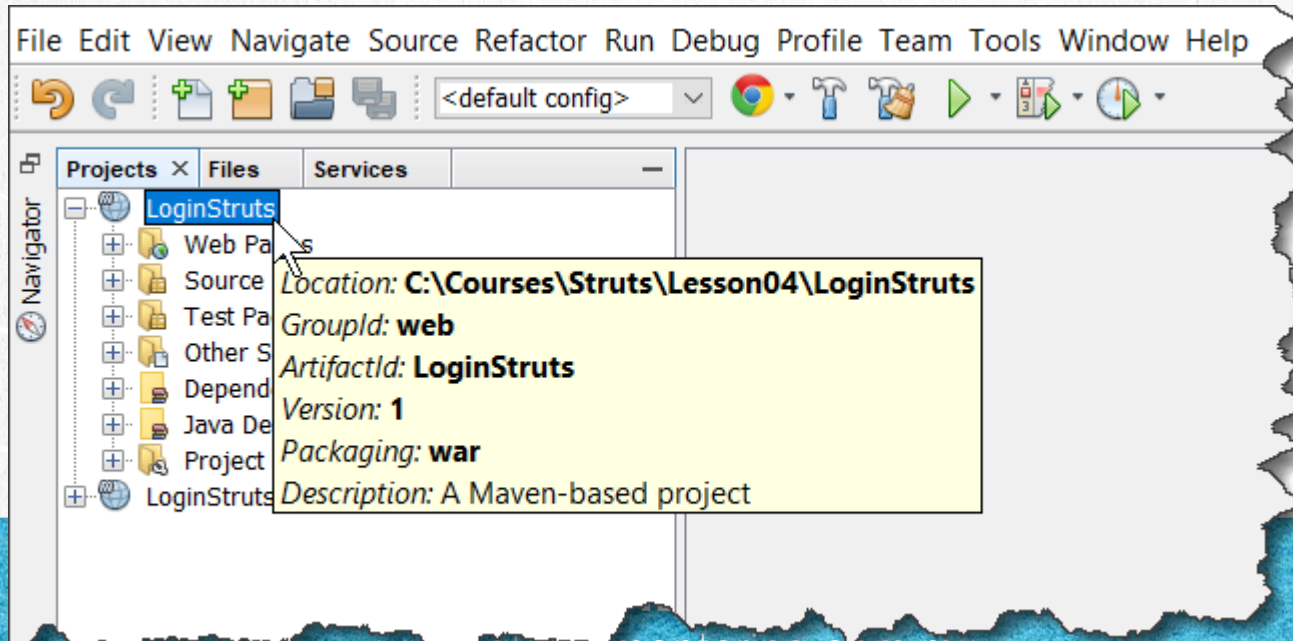 File Edit View Navigate Source Refactor Run Debug Profile Team Tools Window Help
<default config>
Projects Files Services
Navigator
LoginStruts
Web Pa s
Source
Test Pa
Other S
Depend
Java De
Project
LoginStruts
Location: C:\Courses\Struts\Lesson04\LoginStruts
GroupId: web
ArtifactId: LoginStruts
Version: 1
Packaging: war
Description: A Maven-based project